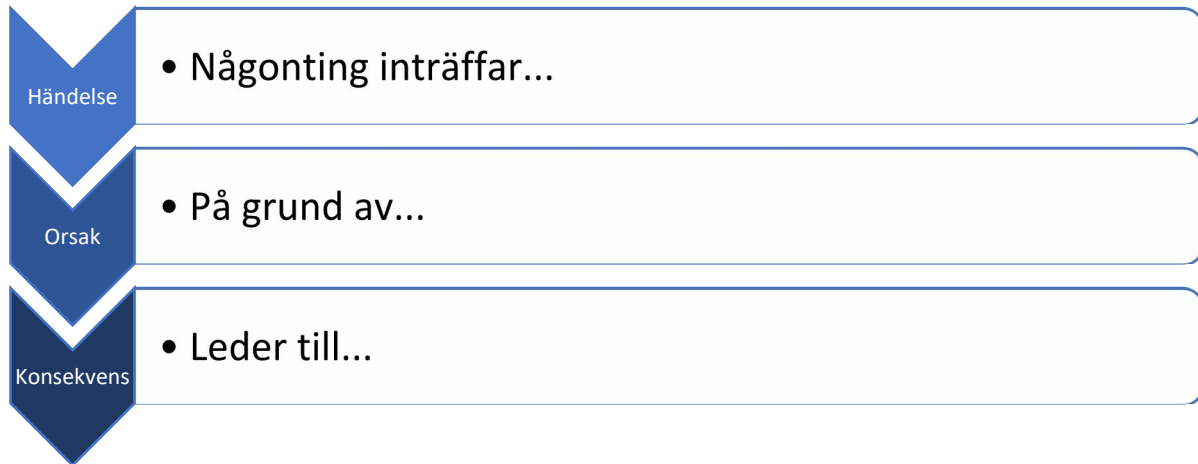 Händelse
• Någonting inträffar...
Orsak
• På grund av...
Konsekvens
• Leder till...